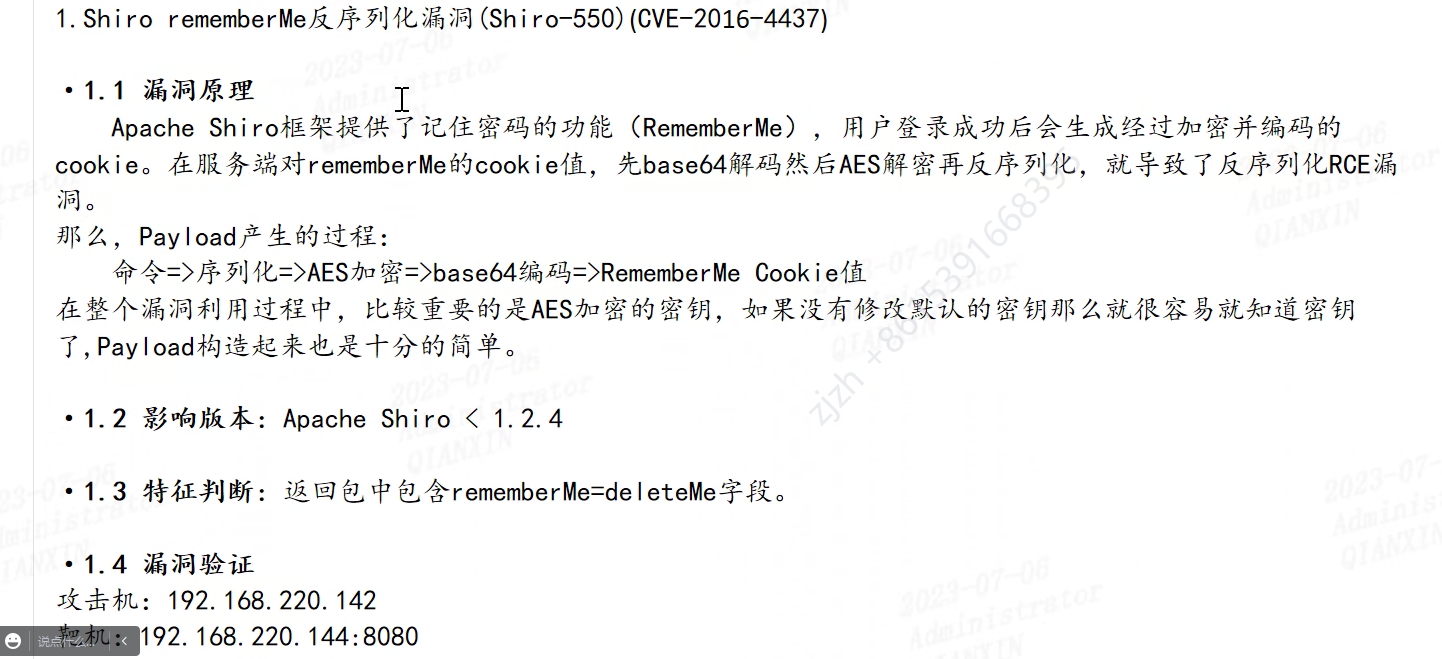 1.Shiro rememberMe反序列化漏洞(Shiro-550)(CVE-2016-4437)
·1.1 漏洞原理
Apache Shiro框架提供了记住密码的功能（RememberMe），用户登录成功后会生成经过加密并编码的
cookie。在服务端对rememberMe的cookie值，先base64解码然后AES解密再反序列化，就导致了反序列化RCE漏
洞。
那么，Payload产生的过程：
命令=>序列化=>AES加密=>base64编码=>RememberMe Cookie值
在整个漏洞利用过程中，比较重要的是AES加密的密钥，如果没有修改默认的密钥那么就很容易就知道密钥
了,Payload构造起来也是十分的简单。
·1.2 影响版本：Apache Shiro < 1.2.4
·1.3 特征判断：返回包中包含rememberMe=deleteMe字段。
·1.4 漏洞验证
攻击机：192.168.220.142
靶机：192.168.220.144:8080
说点什么...
2023-07-06
Administrator
QIANXIN